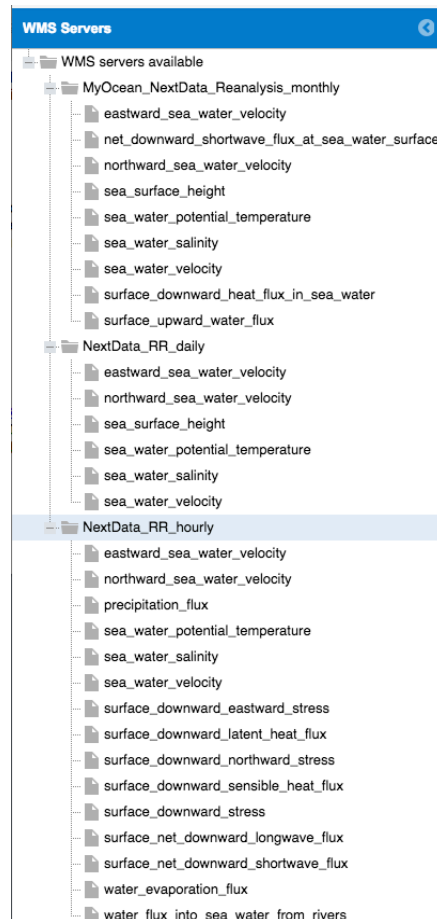 WMS Servers
WMS servers available
MyOcean_NextData_Reanalysis_monthly
eastward_sea_water_velocity
net_downward_shortwave_flux_at_sea_water_surface
northward_sea_water_velocity
sea_surface_height
sea_water_potential_temperature
sea_water_salinity
sea_water_velocity
surface_downward_heat_flux_in_sea_water
surface_upward_water_flux
NextData_RR_daily
eastward_sea_water_velocity
northward_sea_water_velocity
sea_surface_height
sea_water_potential_temperature
sea_water_salinity
sea_water_velocity
NextData_RR_hourly
eastward_sea_water_velocity
northward_sea_water_velocity
precipitation_flux
sea_water_potential_temperature
sea_water_salinity
sea_water_velocity
surface_downward_eastward_stress
surface_downward_latent_heat_flux
surface_downward_northward_stress
surface_downward_sensible_heat_flux
surface_downward_stress
surface_net_downward_longwave_flux
surface_net_downward_shortwave_flux
water_evaporation_flux
water_flux_into_sea_water_from_rivers